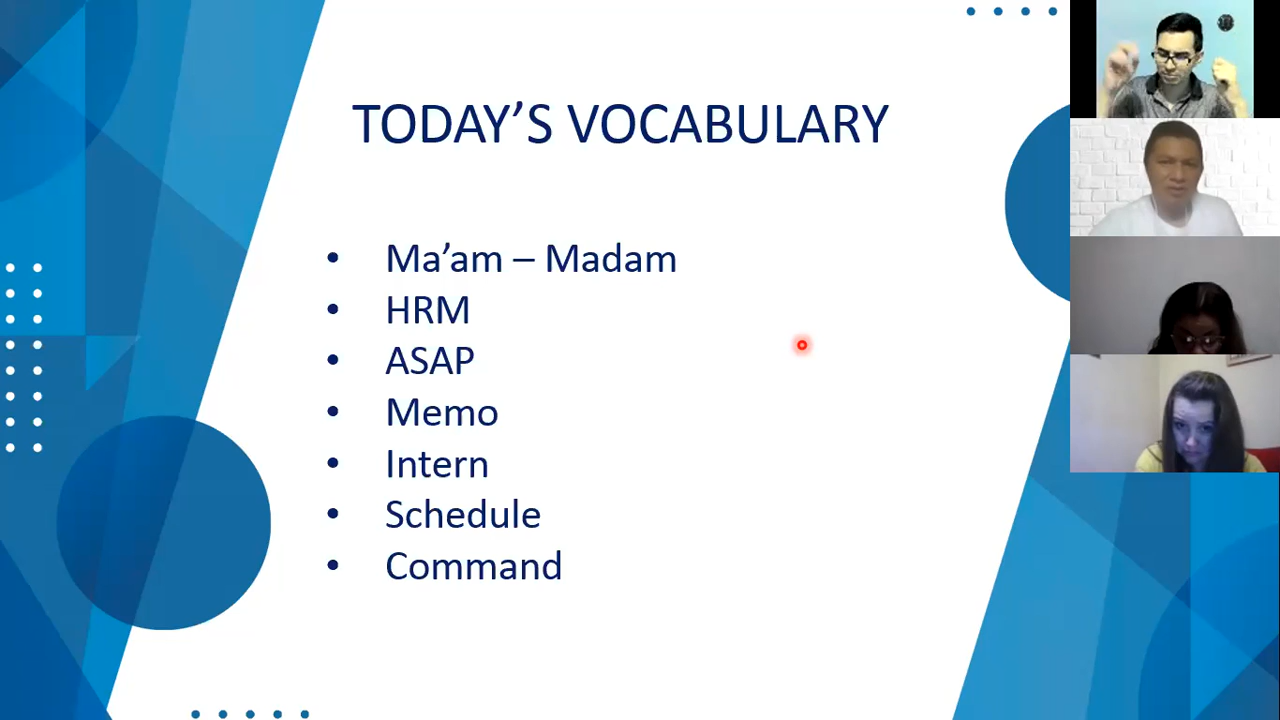 TODAY’S VOCABULARY
• Ma’am – Madam
• HRM
• ASAP
• Memo
• Intern
• Schedule
• Command